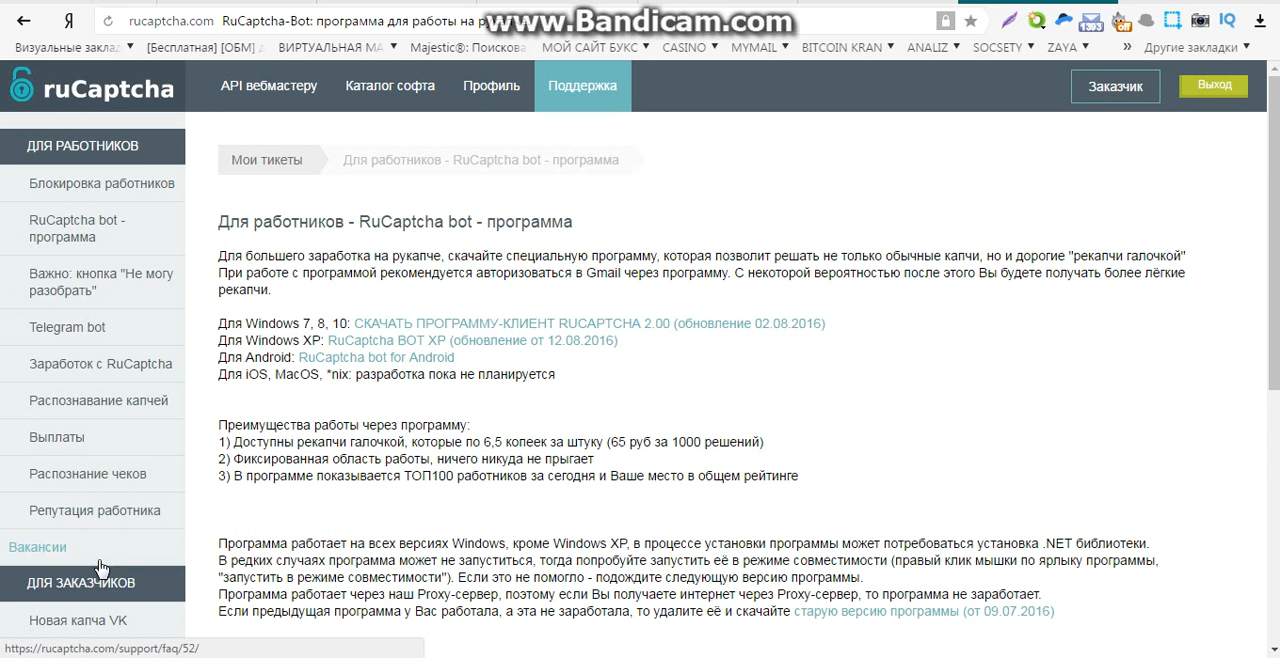 Я
rucaptcha.com RuCaptcha-Bot: программа для работы на
www.Bandicam.com
1393
Off
IQ
Визуальные заклад
[Бесплатная] [ОБМ]
ВИРТУАЛЬНАЯ МА
Majestic®: Поискова
МОЙ САЙТ БУКС
CASINO
MYMAIL
BITCOIN KRAN
ANALIZ
SOCSETY
ZAYA
»
Другие закладки
ruCaptcha
API вебмастеру
Каталог софта
Профиль
Поддержка
Заказчик
Выход
ДЛЯ РАБОТНИКОВ
Блокировка работников
RuCaptcha bot -
программа
Важно: кнопка "Не могу
разобрать"
Telegram bot
Заработок с RuCaptcha
Распознавание капчей
Выплаты
Распознание чеков
Репутация работника
Вакансии
ДЛЯ ЗАКАЗЧИКОВ
Новая капча VK
https://rucaptcha.com/support/faq/52/
Мои тикеты
Для работников - RuCaptcha bot - программа
Для работников - RuCaptcha bot - программа
Для большего заработка на рукапче, скачайте специальную программу, которая позволит решать не только обычные капчи, но и дорогие "рекапчи галочкой"
При работе с программой рекомендуется авторизоваться в Gmail через программу. С некоторой вероятностью после этого Вы будете получать более лёгкие
рекапчи.
Для Windows 7, 8, 10: СКАЧАТЬ ПРОГРАММУ-КЛИЕНТ RUCAPTCHA 2.00 (обновление 02.08.2016)
Для Windows XP: RuCaptcha BOT XP (обновление от 12.08.2016)
Для Android: RuCaptcha bot for Android
Для iOS, MacOS, *nix: разработка пока не планируется
Преимущества работы через программу:
1) Доступны рекапчи галочкой, которые по 6,5 копеек за штуку (65 руб за 1000 решений)
2) Фиксированная область работы, ничего никуда не прыгает
3) В программе показывается ТОП100 работников за сегодня и Ваше место в общем рейтинге
Программа работает на всех версиях Windows, кроме Windows XP, в процессе установки программы может потребоваться установка .NET библиотеки.
В редких случаях программа может не запуститься, тогда попробуйте запустить её в режиме совместимости (правый клик мышки по ярлыку программы,
"запустить в режиме совместимости"). Если это не помогло - подождите следующую версию программы.
Программа работает через наш Proxy-сервер, поэтому если Вы получаете интернет через Proxy-сервер, то программа не заработает.
Если предыдущая программа у Вас работала, а эта не заработала, то удалите её и скачайте старую версию программы (от 09.07.2016)